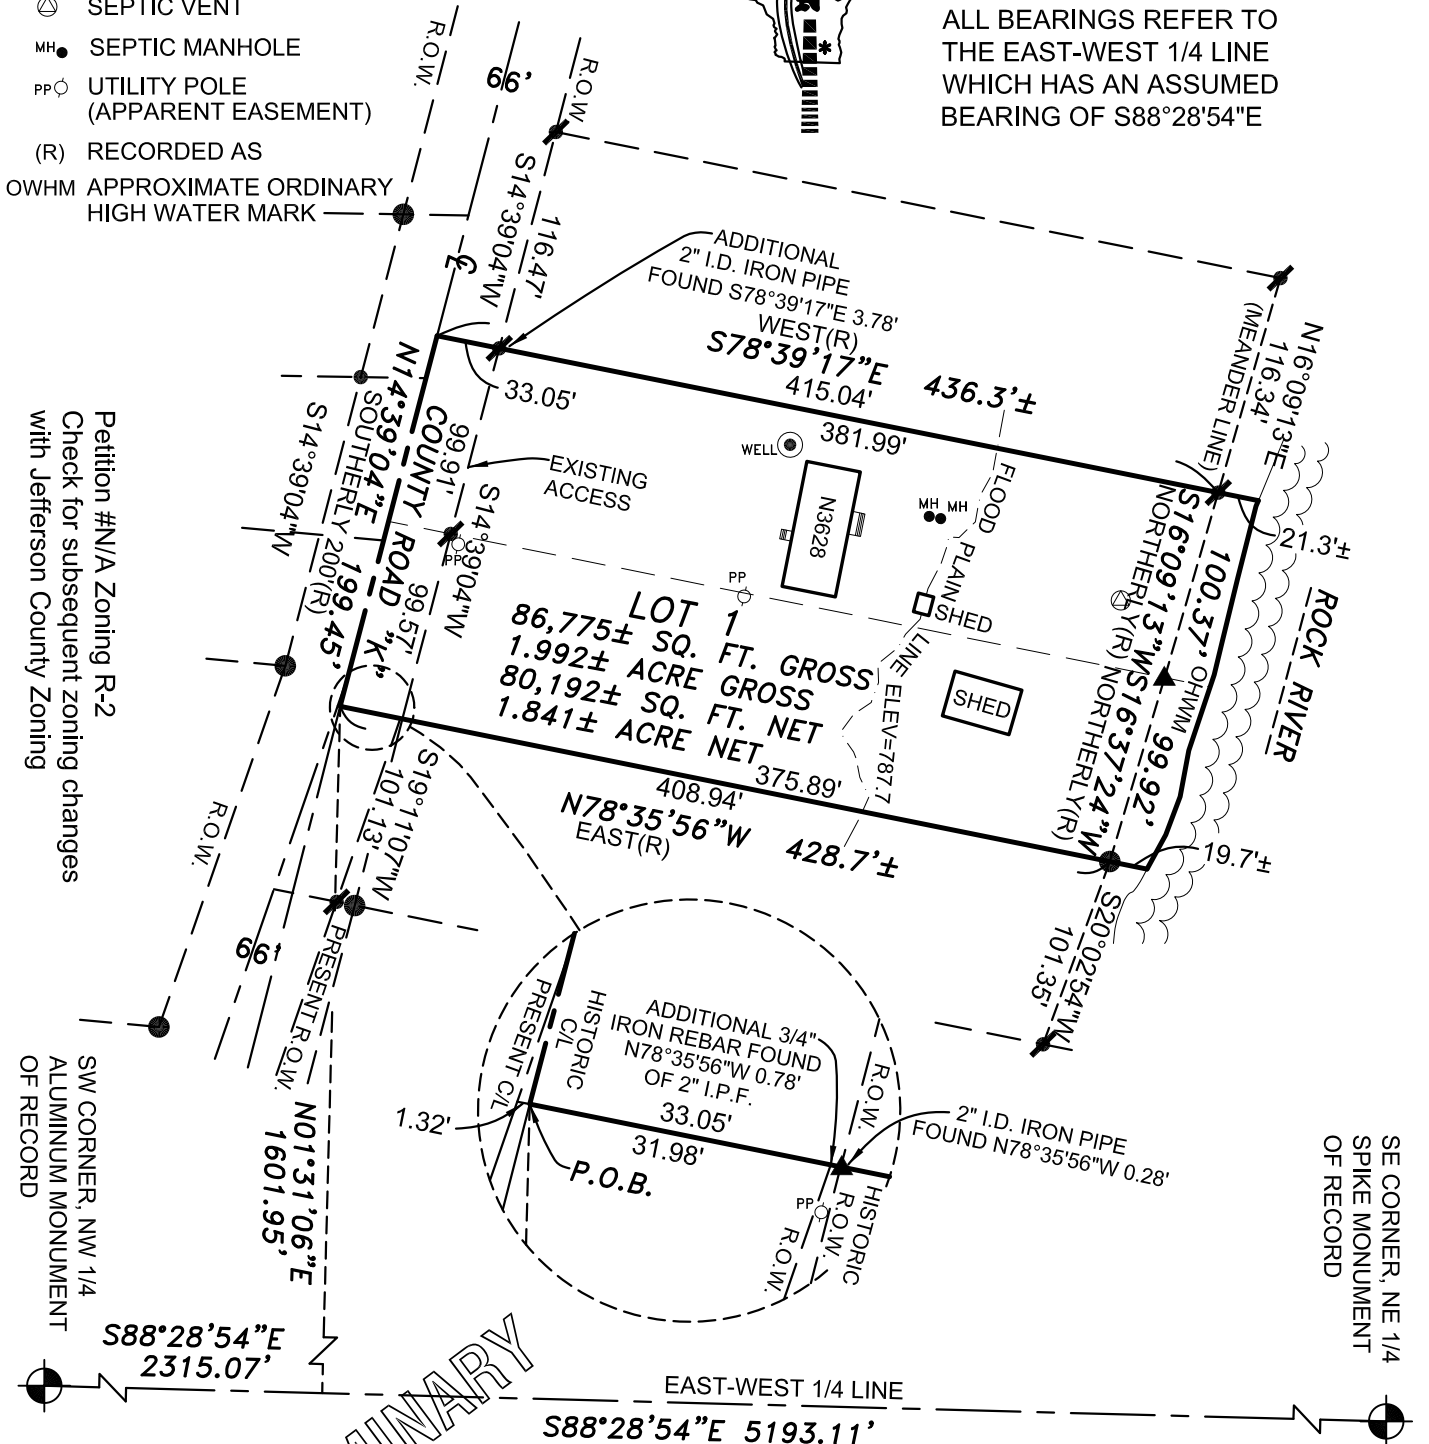 SEPTIC VENT
MH SEPTIC MANHOLE
PP UTILITY POLE
(APPARENT EASEMENT)
(R) RECORDED AS
OWHM APPROXIMATE ORDINARY
HIGH WATER MARK
ALL BEARINGS REFER TO
THE EAST-WEST 1/4 LINE
WHICH HAS AN ASSUMED
BEARING OF S88°28'54"E
R.O.W.
66'
R.O.W.
S14°39'04"W
116.47'
ADDITIONAL
2" I.D. IRON PIPE
FOUND S78°39'17"E 3.78'
WEST(R)
S78°39'17"E
415.04'
436.3'±
381.99'
33.05'
N16°09'13"E
116.34'
(MEANDER LINE)
C L
N14°39'04"E 199.45'
SOUTHERLY 200'(R)
COUNTY ROAD "K"
S14°39'04"W
99.91'
S14°39'04"W
99.57'
EXISTING
ACCESS
WELL
N3628
MH MH
FLOOD PLAIN LINE ELEV=787.7
PP
PP
SHED
SHED
LOT 1
86,775± SQ. FT. GROSS
1.992± ACRE GROSS
80,192± SQ. FT. NET
1.841± ACRE NET
S16°09'13"W
100.37'
NORTHERLY(R)
S16°37'24"W
99.92'
NORTHERLY(R)
OHWM
21.3'±
ROCK RIVER
19.7'±
375.89'
408.94'
N78°35'56"W
EAST(R)
428.7'±
S20°02'54"W
101.35'
Petition #N/A Zoning R-2
Check for subsequent zoning changes
with Jefferson County Zoning
S19°11'07"W
101.13'
R.O.W.
66'
PRESENT R.O.W.
N01°31'06"E
1601.95'
PRESENT C/L
HISTORIC
C/L
ADDITIONAL 3/4"
IRON REBAR FOUND
N78°35'56"W 0.78'
OF 2" I.P.F.
33.05'
31.98'
1.32'
P.O.B.
R.O.W.
2" I.D. IRON PIPE
FOUND N78°35'56"W 0.28'
PP
HISTORIC
R.O.W.
R.O.W.
SW CORNER, NW 1/4
ALUMINUM MONUMENT
OF RECORD
SE CORNER, NE 1/4
SPIKE MONUMENT
OF RECORD
S88°28'54"E
2315.07'
EAST-WEST 1/4 LINE
S88°28'54"E 5193.11'